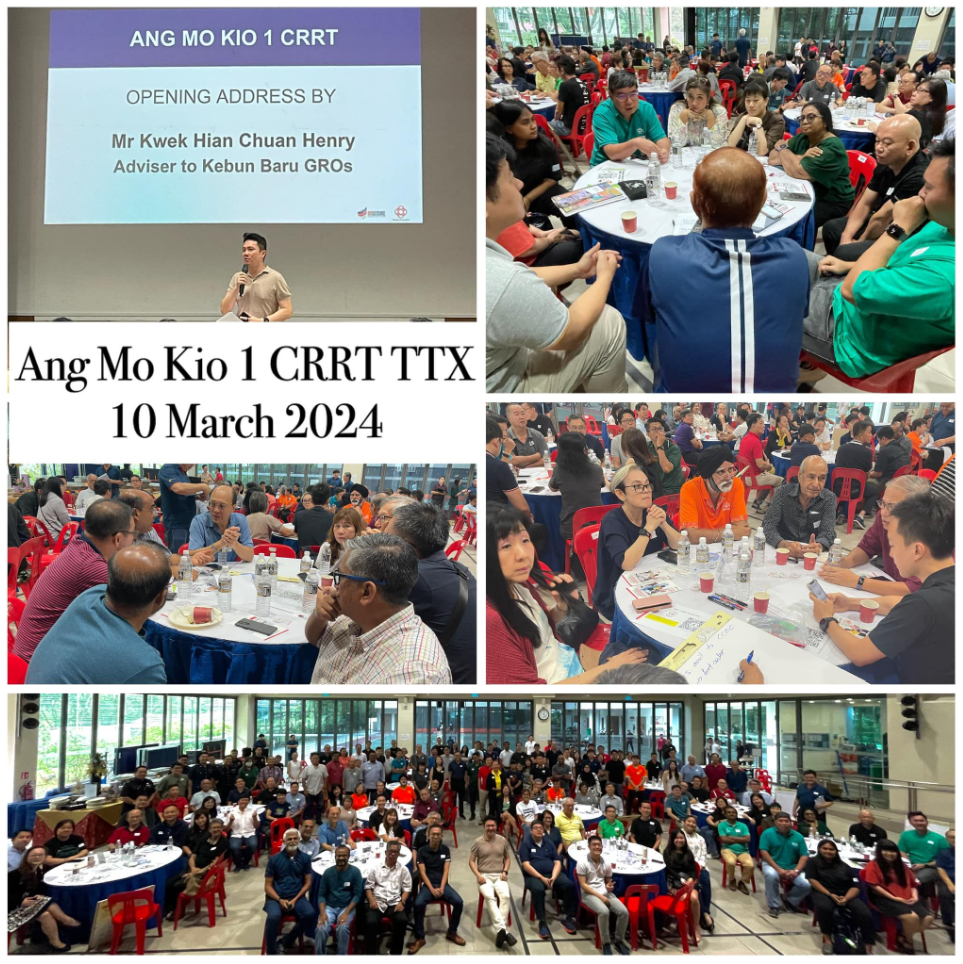 ANG MO KIO 1 CRRT
OPENING ADDRESS BY
Mr Kwek Hian Chuan Henry
Adviser to Kebun Baru GROs
Ang Mo Kio 1 CRRT TTX
10 March 2024